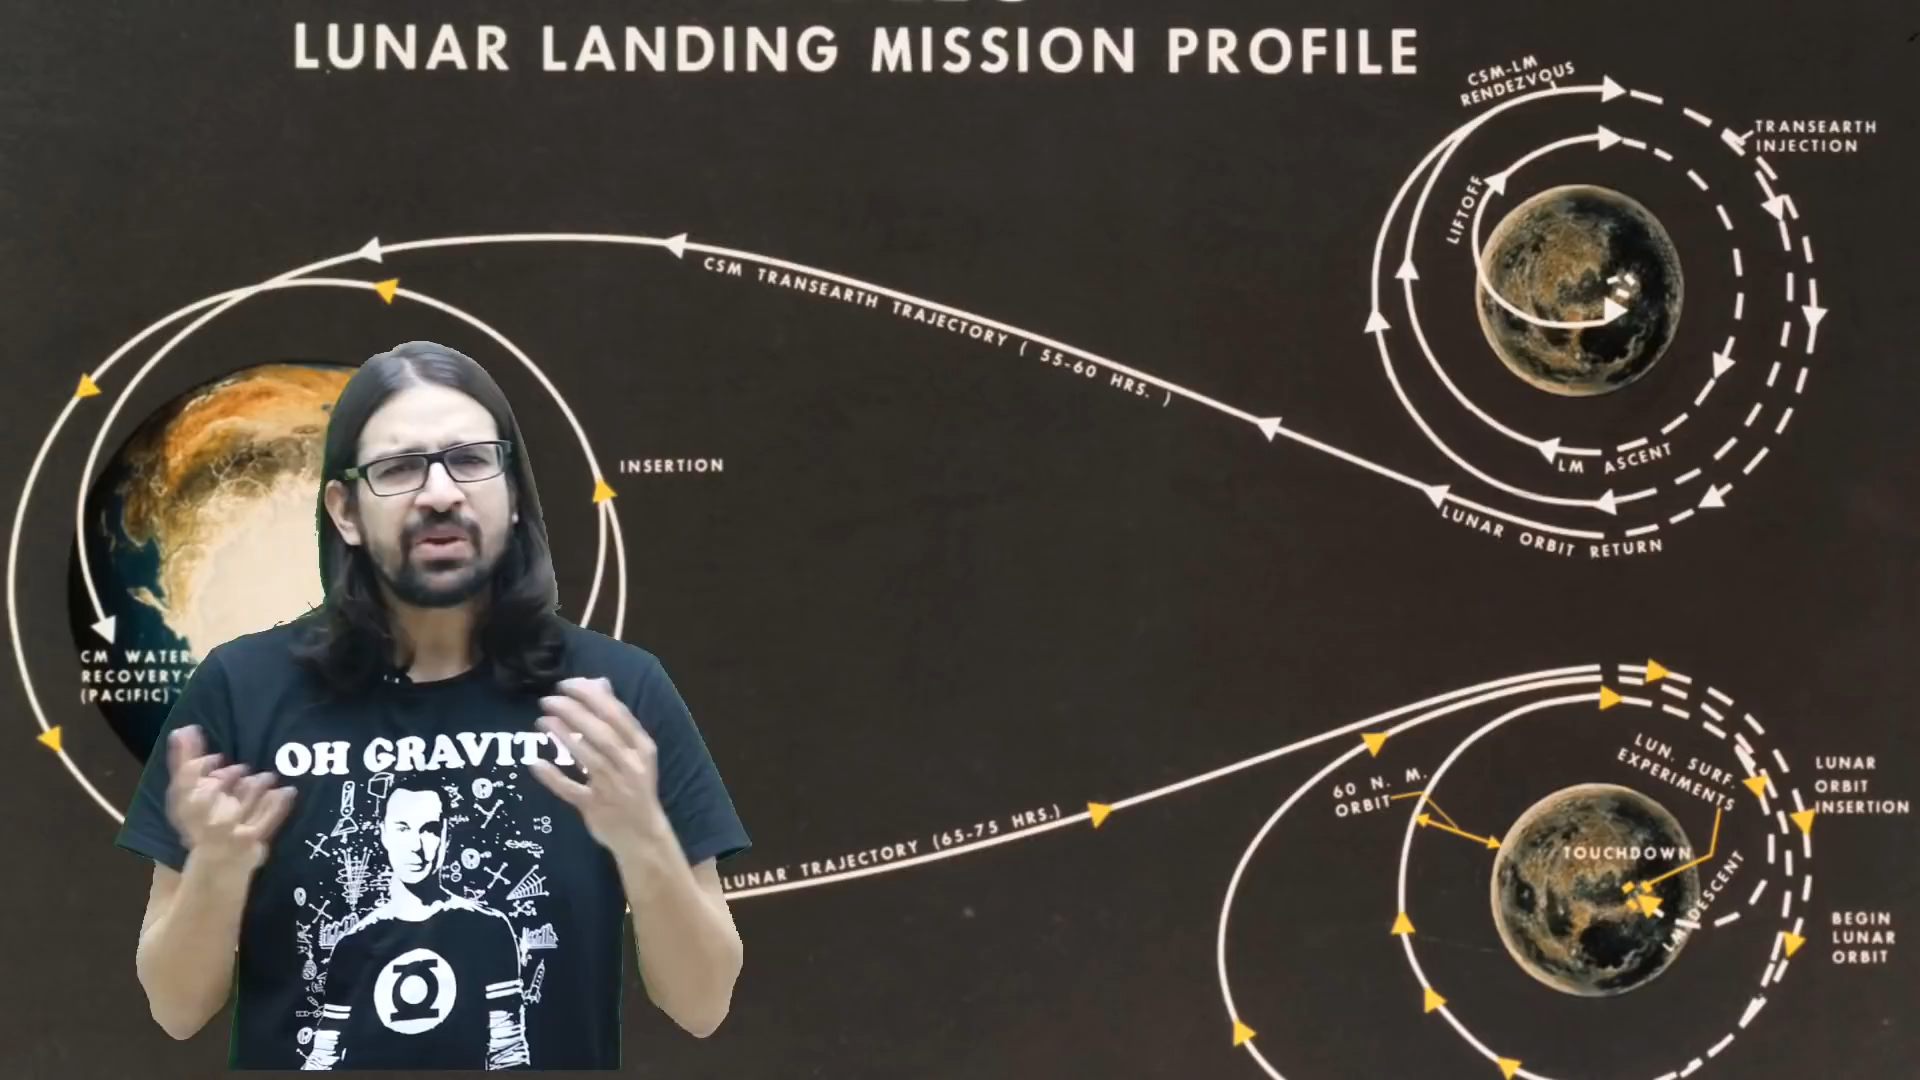 LUNAR LANDING MISSION PROFILE
CSM-LM
RENDEZVOUS
TRANSEARTH
INJECTION
LIFTOFF
CSM TRANSEARTH TRAJECTORY ( 55-60 HRS. )
LM ASCENT
LUNAR ORBIT RETURN
INSERTION
CM WATER
RECOVERY
(PACIFIC)
OH GRAVITY
LUNAR TRAJECTORY (65-75 HRS.)
60 N. M.
ORBIT
LUN. SURF.
EXPERIMENTS
TOUCHDOWN
LM DESCENT
LUNAR
ORBIT
INSERTION
BEGIN
LUNAR
ORBIT